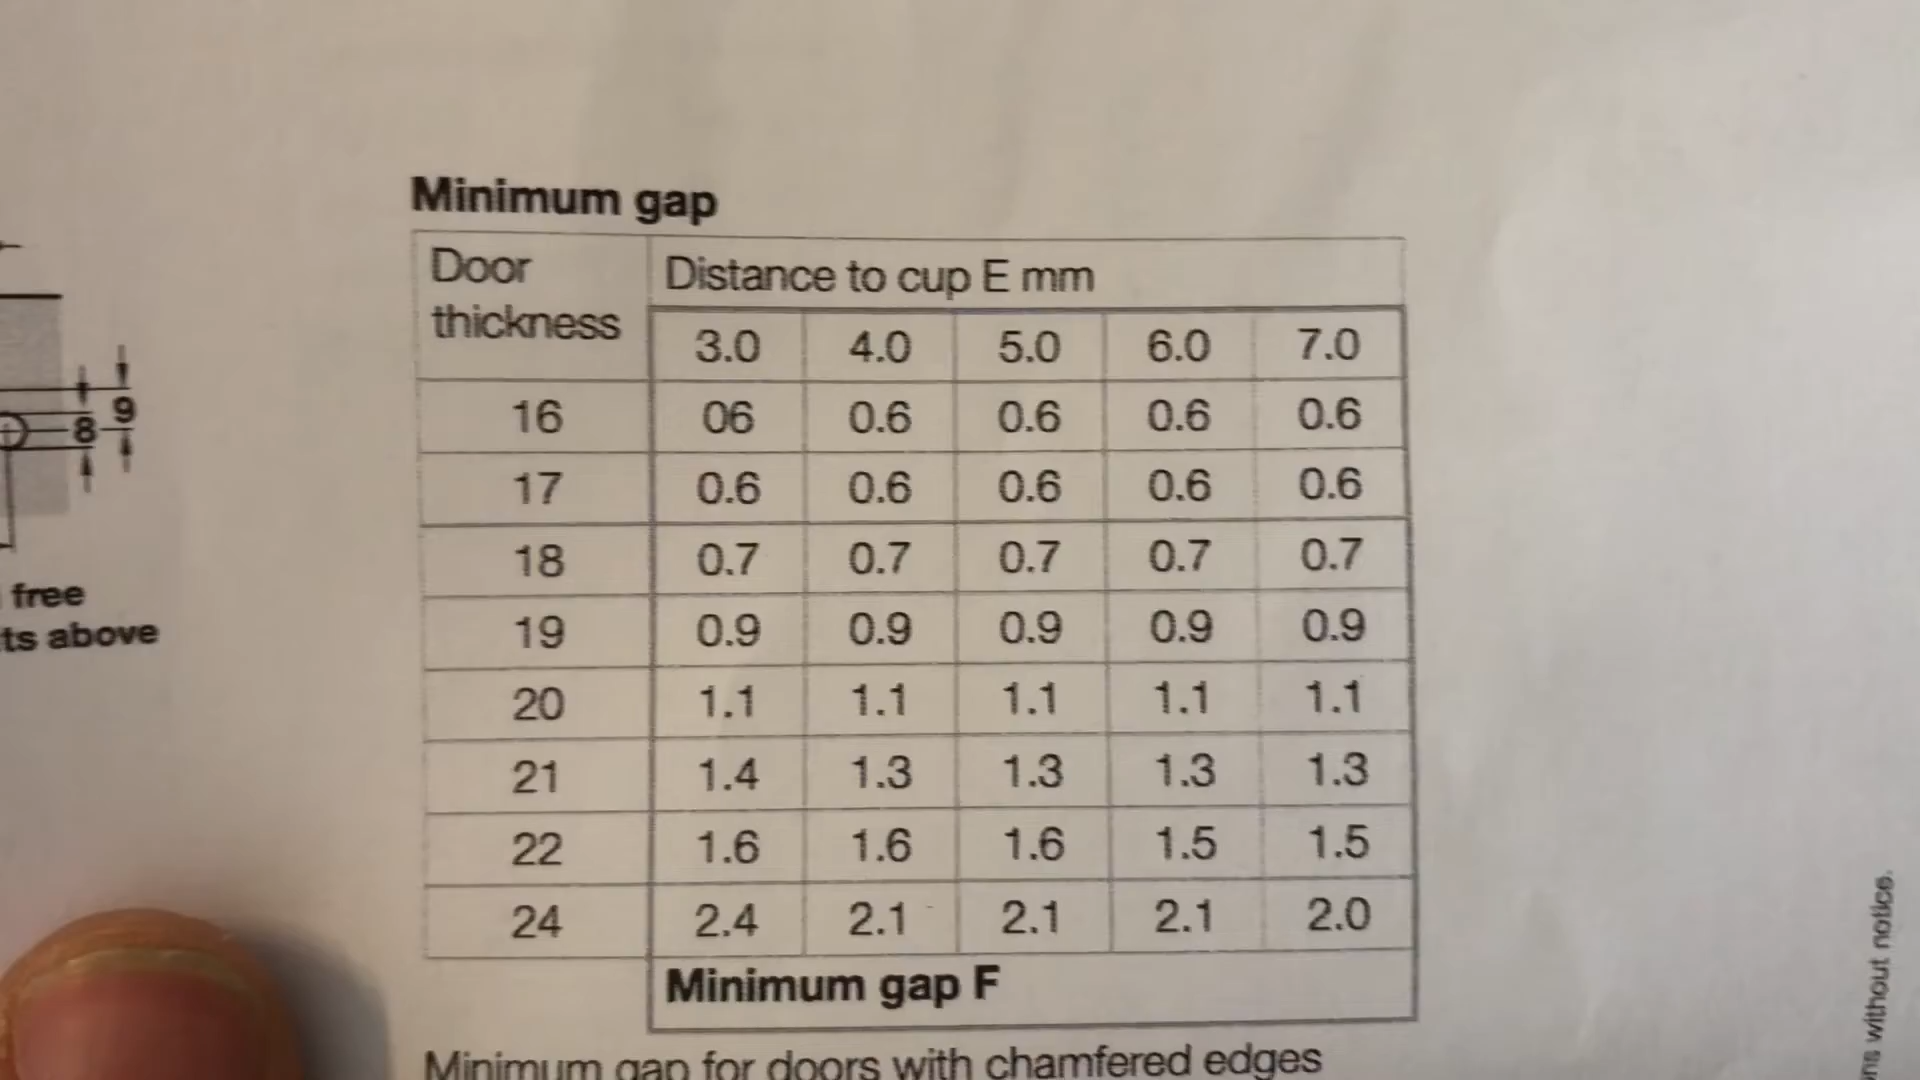 Minimum gap
Door thickness
Distance to cup E mm
3.0 4.0 5.0 6.0 7.0
16 06 0.6 0.6 0.6 0.6
17 0.6 0.6 0.6 0.6 0.6
18 0.7 0.7 0.7 0.7 0.7
19 0.9 0.9 0.9 0.9 0.9
20 1.1 1.1 1.1 1.1 1.1
21 1.4 1.3 1.3 1.3 1.3
22 1.6 1.6 1.6 1.5 1.5
24 2.4 2.1 2.1 2.1 2.0
Minimum gap F
Minimum gap for doors with chamfered edges
8 9
free
above
without notice.